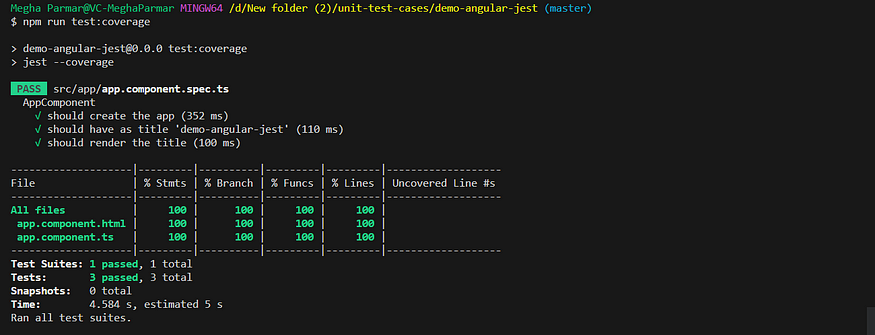 Megha Parmar@VC-MeghaParmar MINGW64 /d/New folder (2)/unit-test-cases/demo-angular-jest (master)
$ npm run test:coverage
> demo-angular-jest@0.0.0 test:coverage
> jest --coverage
PASS src/app/app.component.spec.ts
AppComponent
√ should create the app (352 ms)
√ should have as title 'demo-angular-jest' (110 ms)
√ should render the title (100 ms)
--------------------|---------|----------|---------|---------|-------------------
File | % Stmts | % Branch | % Funcs | % Lines | Uncovered Line #s
--------------------|---------|----------|---------|---------|-------------------
All files | 100 | 100 | 100 | 100 |
app.component.html | 100 | 100 | 100 | 100 |
app.component.ts | 100 | 100 | 100 | 100 |
--------------------|---------|----------|---------|---------|-------------------
Test Suites: 1 passed, 1 total
Tests: 3 passed, 3 total
Snapshots: 0 total
Time: 4.584 s, estimated 5 s
Ran all test suites.